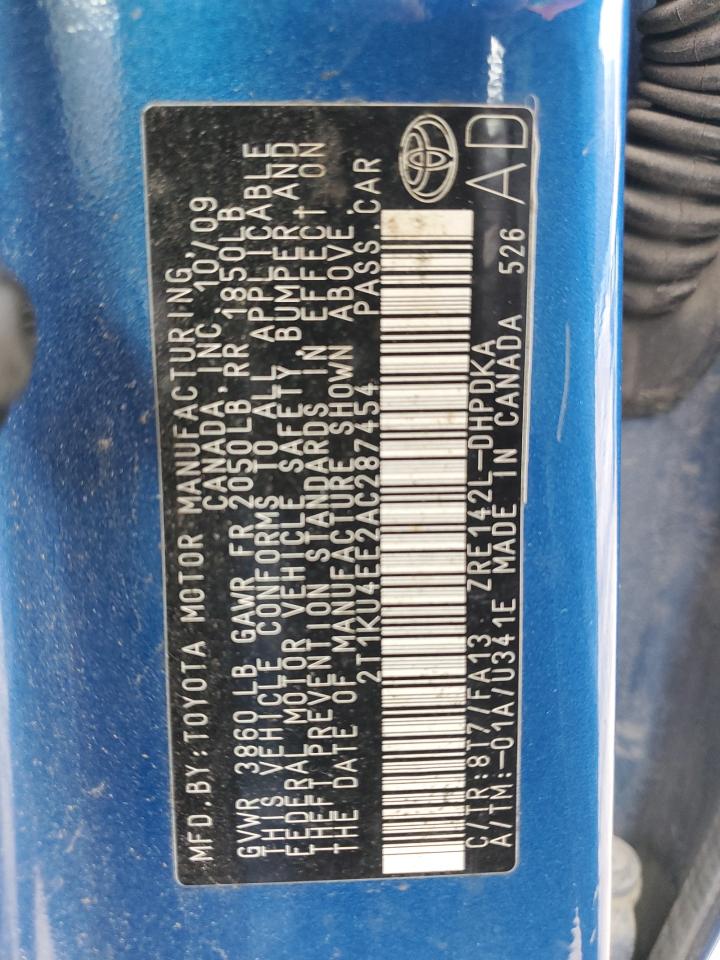 MFD.BY:TOYOTA MOTOR MANUFACTURING,
CANADA, INC. 10/09
GVWR 3860 LB GAWR FR 2050LB RR 1850LB
THIS VEHICLE CONFORMS TO ALL APPLICABLE
FEDERAL MOTOR VEHICLE SAFETY, BUMPER AND
THEFT PREVENTION STANDARDS IN EFFECT ON
THE DATE OF MANUFACTURE SHOWN ABOVE.
2T1KU4EE2AC287454 PASS.CAR
C/TR:8T7/FA13 ZRE142L-DHPDKA
A/TM:-01A/U341E MADE IN CANADA 526
AD